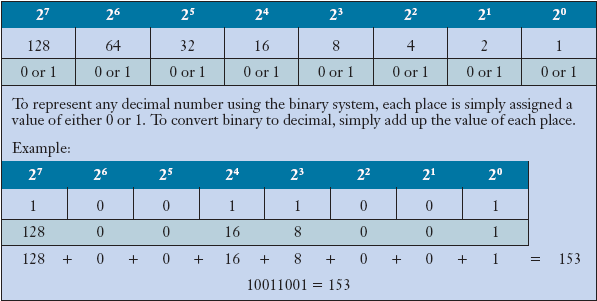 2⁷ 2⁶ 2⁵ 2⁴ 2³ 2² 2¹ 2⁰
128 64 32 16 8 4 2 1
0 or 1 0 or 1 0 or 1 0 or 1 0 or 1 0 or 1 0 or 1 0 or 1
To represent any decimal number using the binary system, each place is simply assigned a
value of either 0 or 1. To convert binary to decimal, simply add up the value of each place.
Example:
2⁷ 2⁶ 2⁵ 2⁴ 2³ 2² 2¹ 2⁰
1 0 0 1 1 0 0 1
128 0 0 16 8 0 0 1
128 + 0 + 0 + 16 + 8 + 0 + 0 + 1 = 153
10011001 = 153